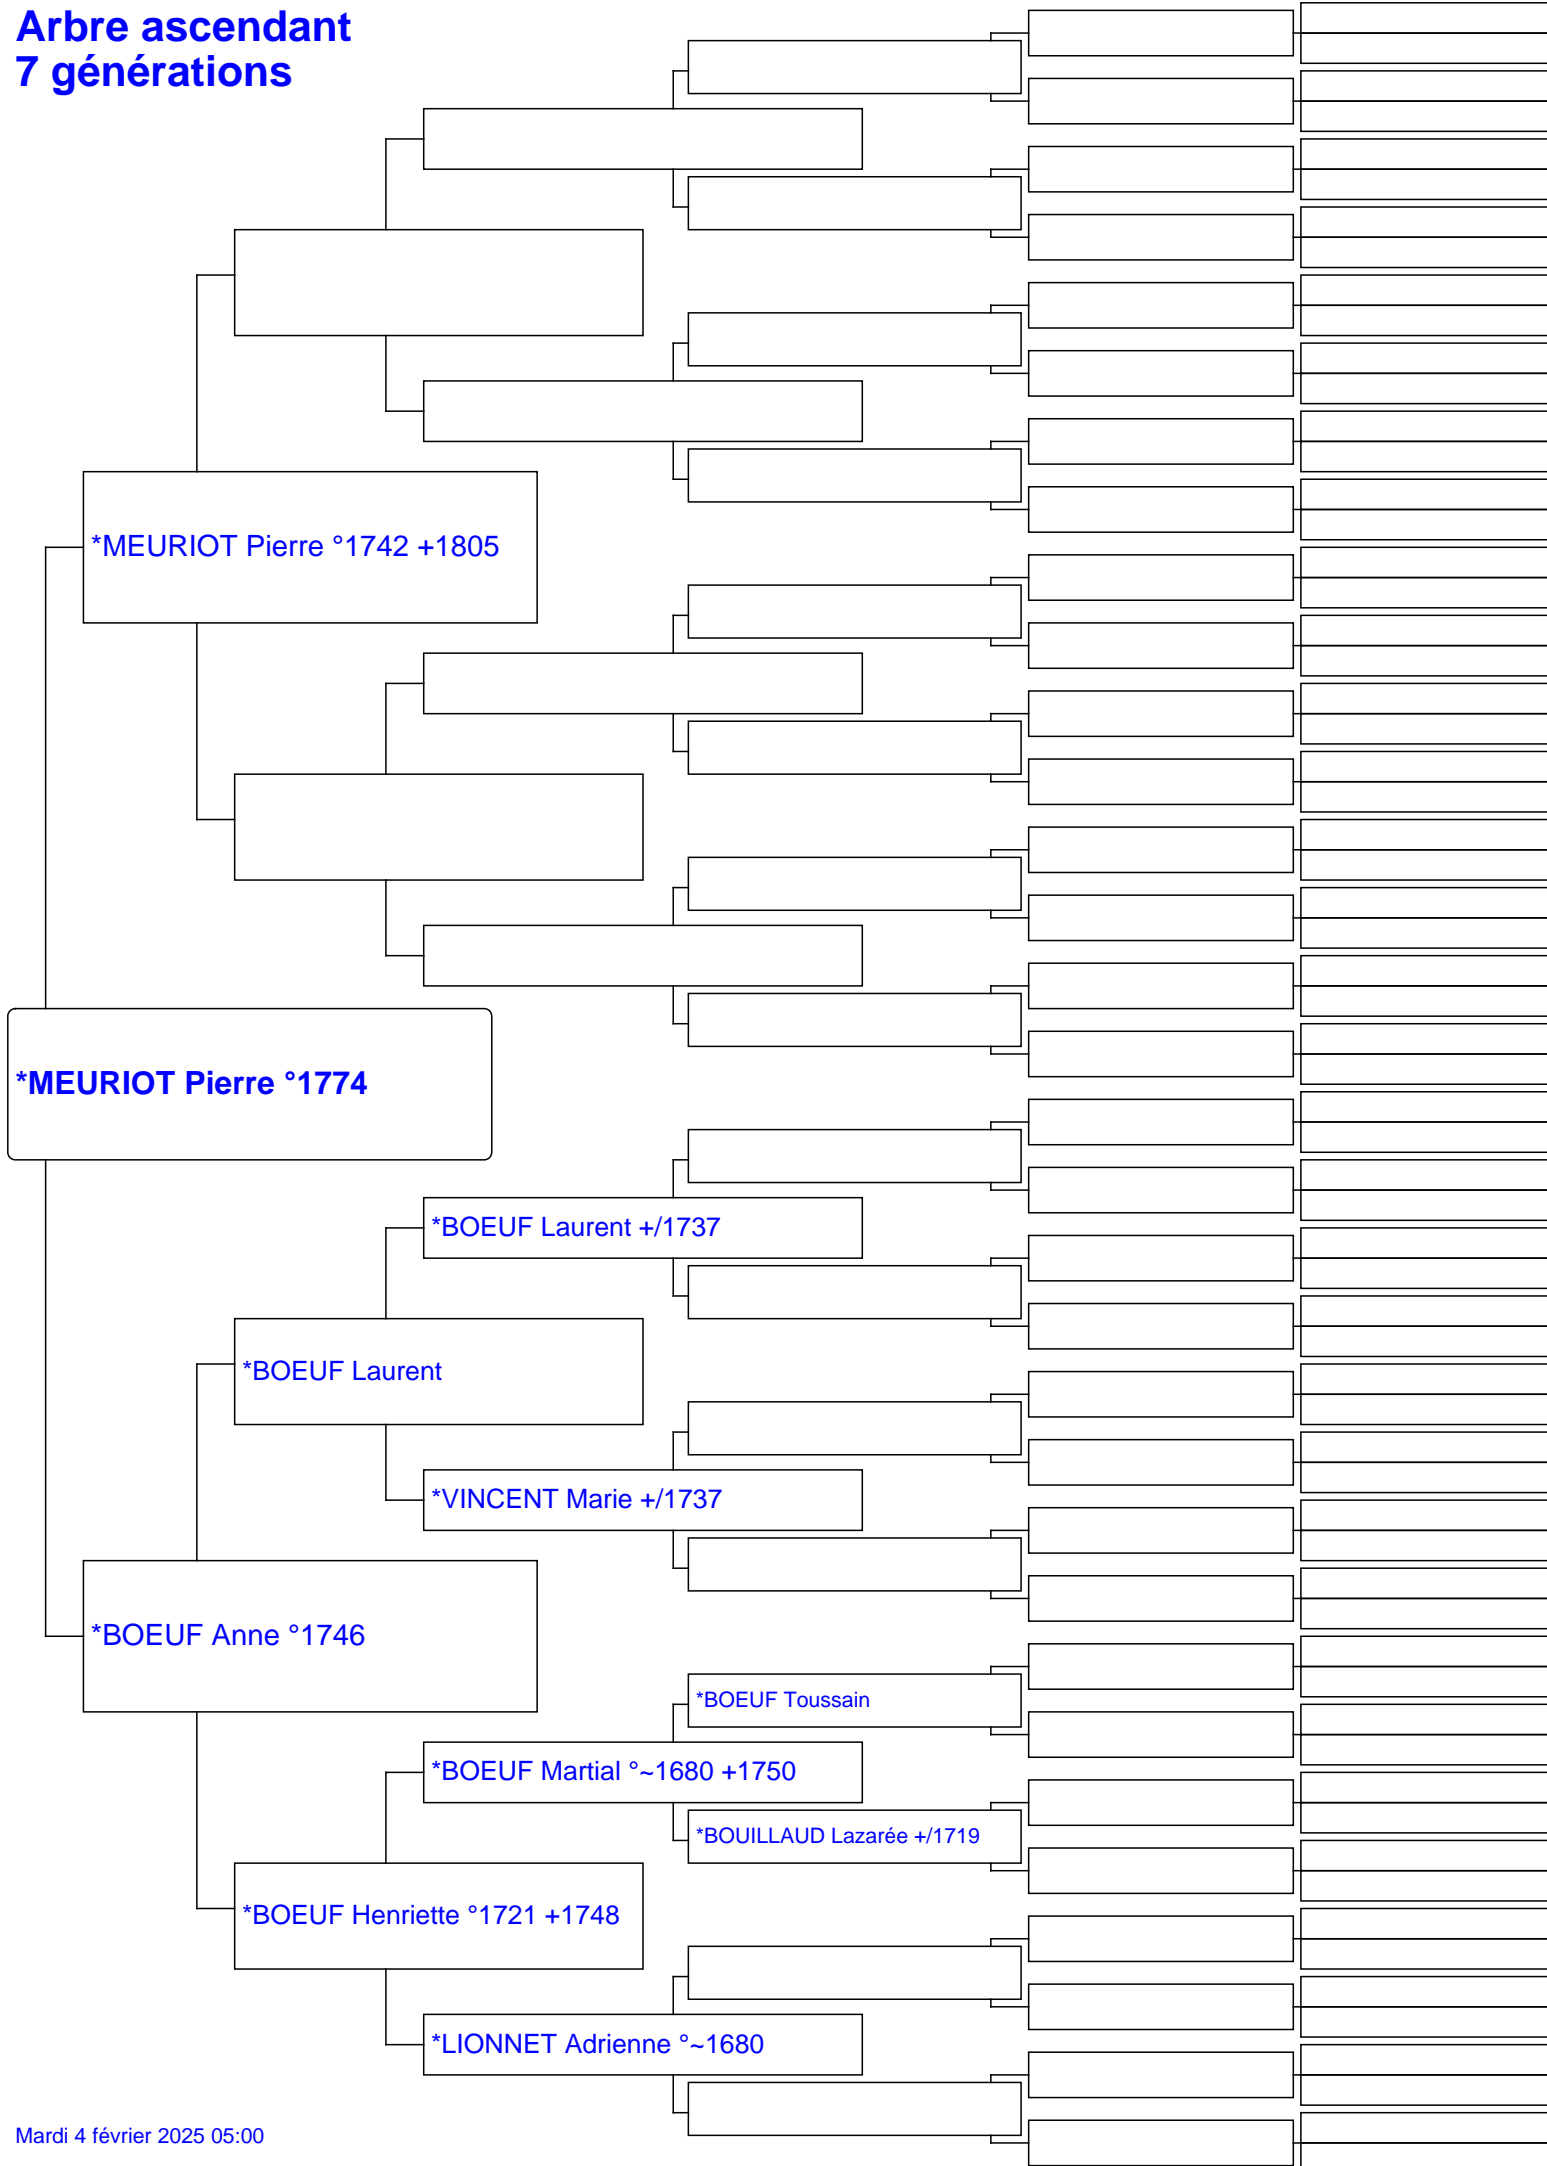 Arbre ascendant
7 générations
*MEURIOT Pierre °1742 +1805
*MEURIOT Pierre °1774
*BOEUF Laurent +/1737
*BOEUF Laurent
*VINCENT Marie +/1737
*BOEUF Anne °1746
*BOEUF Toussain
*BOEUF Martial °~1680 +1750
*BOUILLAUD Lazarée +/1719
*BOEUF Henriette °1721 +1748
*LIONNET Adrienne °~1680
Mardi 4 février 2025 05:00